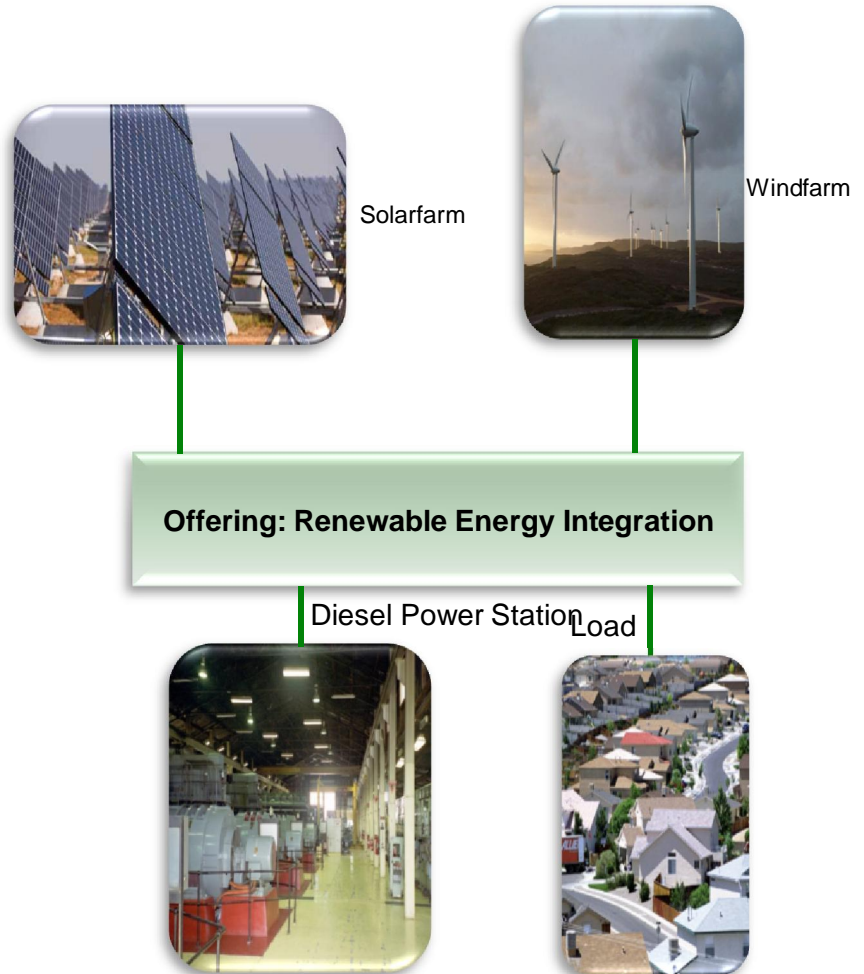 Solarfarm
Windfarm
Offering: Renewable Energy Integration
Diesel Power Station
Load